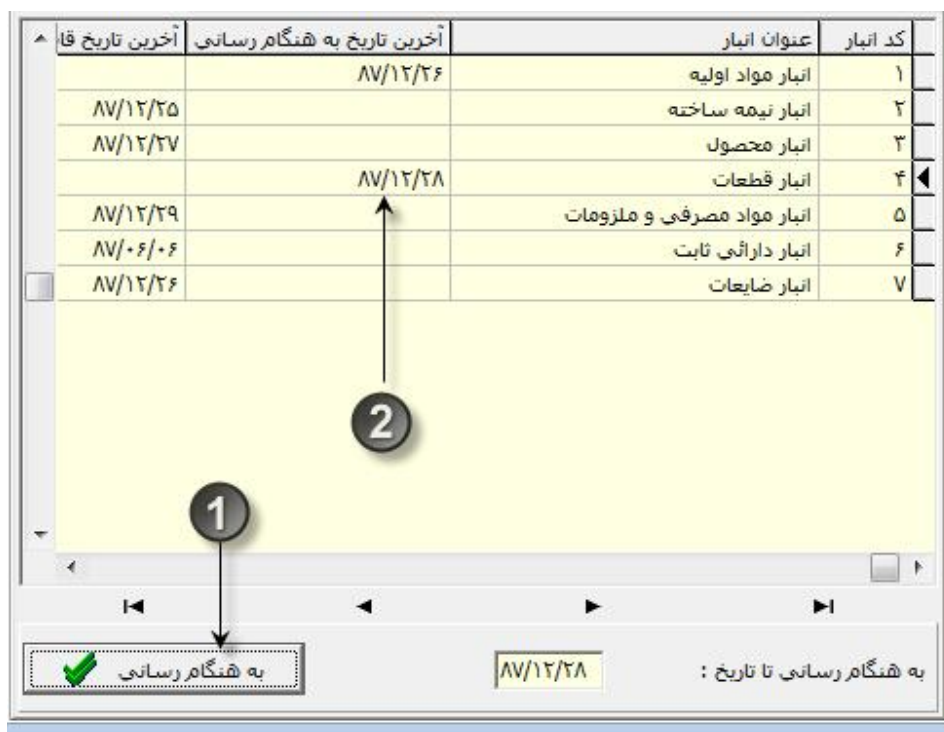 کد انبار عنوان انبار آخرین تاریخ به هنگام رسانی آخرین تاریخ قا
۱ انبار مواد اولیه ۸۷/۱۲/۲۶
۲ انبار نیمه ساخته ۸۷/۱۲/۲۵
۳ انبار محصول ۸۷/۱۲/۲۷
۴ انبار قطعات ۸۷/۱۲/۲۸
۵ انبار مواد مصرفی و ملزومات ۸۷/۱۲/۲۹
۶ انبار دارائی ثابت ۸۷/۰۶/۰۶
۷ انبار ضایعات ۸۷/۱۲/۲۶
2
1
به هنگام رسانی تا تاریخ : ۸۷/۱۲/۲۸ به هنگام رسانی